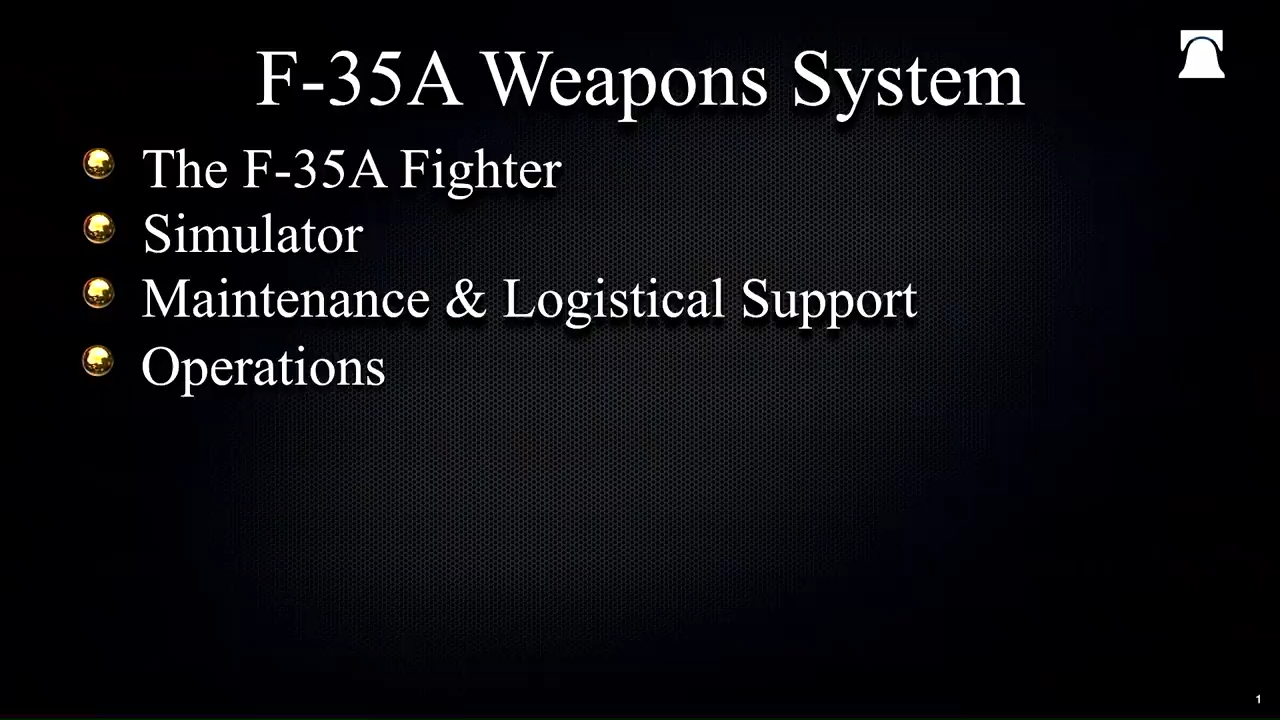 F-35A Weapons System
The F-35A Fighter
Simulator
Maintenance & Logistical Support
Operations
1